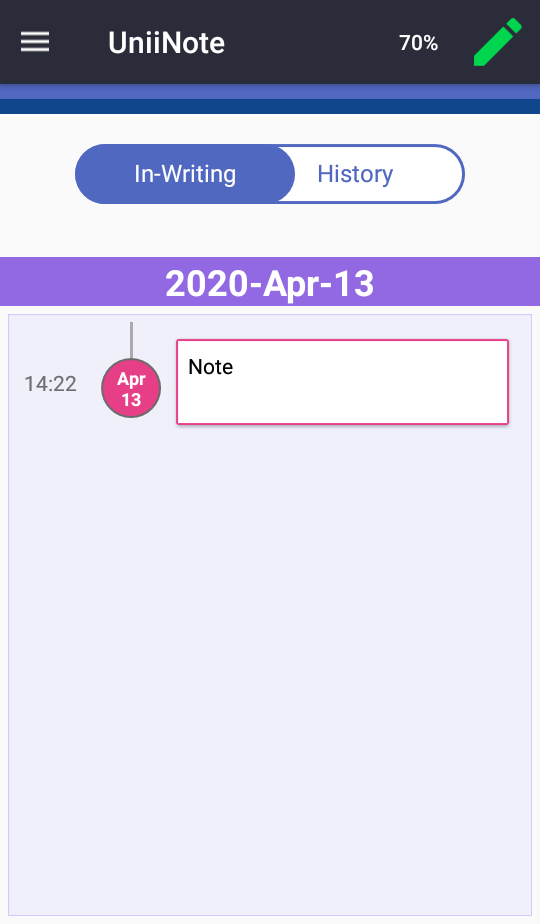 UniiNote
70%
In-Writing
History
2020-Apr-13
14:22
Apr
13
Note